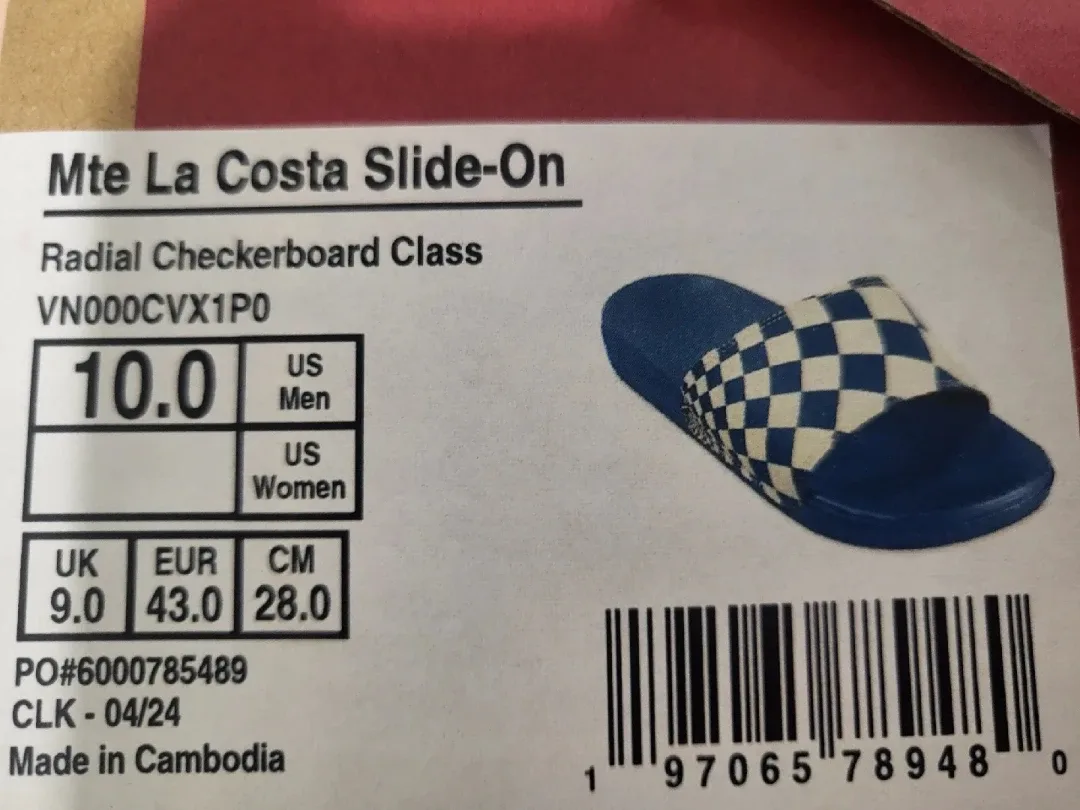 Mte La Costa Slide-On
Radial Checkerboard Class
VN000CVX1P0
10.0 US Men
US Women
UK EUR CM
9.0 43.0 28.0
PO#6000785489
CLK - 04/24
Made in Cambodia
1 97065 78948 0